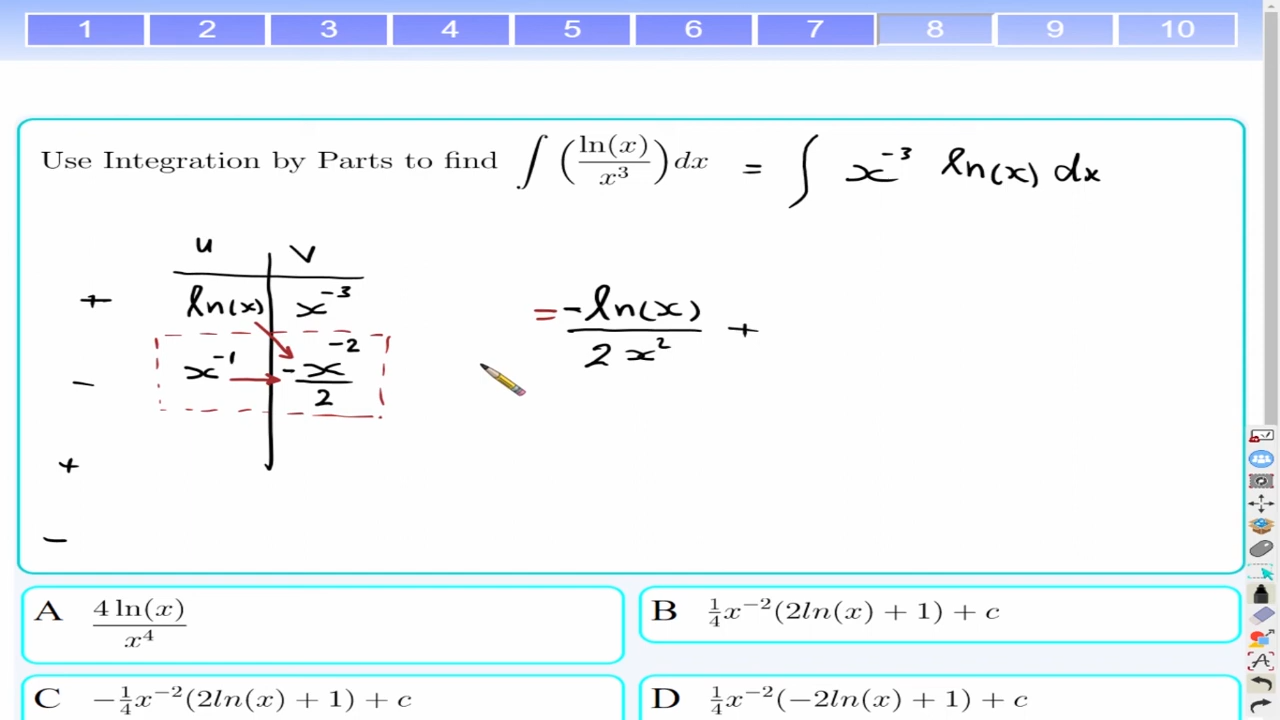 1 2 3 4 5 6 7 8 9 10
Use Integration by Parts to find ∫ (ln(x)/x³) dx = ∫ x⁻³ ln(x) dx
u v
+ ln(x) x⁻³
- x⁻¹ -x⁻²/2
= -ln(x)/2x² +
+
-
A 4 ln(x)/x⁴
B ¼x⁻²(2ln(x) + 1) + c
C -¼x⁻²(2ln(x) + 1) + c
D ¼x⁻²(-2ln(x) + 1) + c